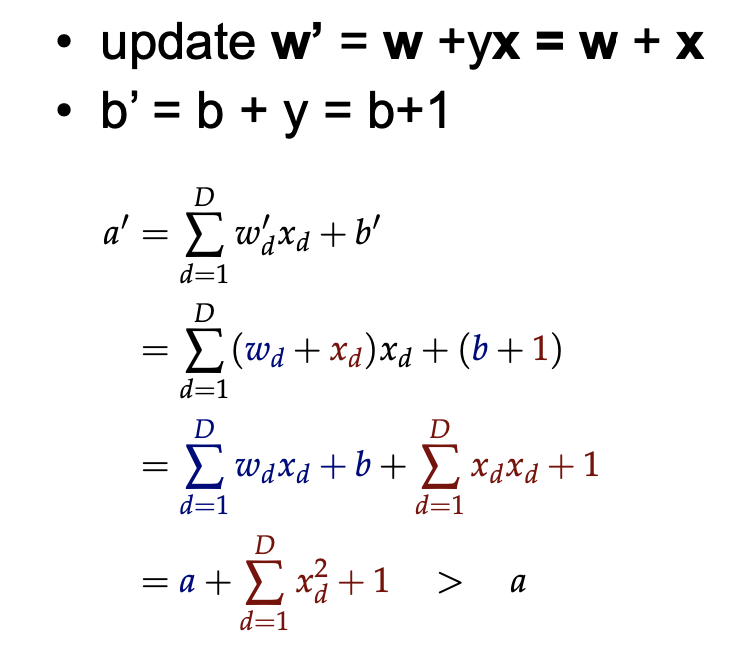 • update w’ = w +yx = w + x
• b’ = b + y = b+1
a′ = ∑_{d=1}^{D} w′_d x_d + b′
= ∑_{d=1}^{D} (w_d + x_d)x_d + (b + 1)
= ∑_{d=1}^{D} w_d x_d + b + ∑_{d=1}^{D} x_d x_d + 1
= a + ∑_{d=1}^{D} x_d^2 + 1 > a